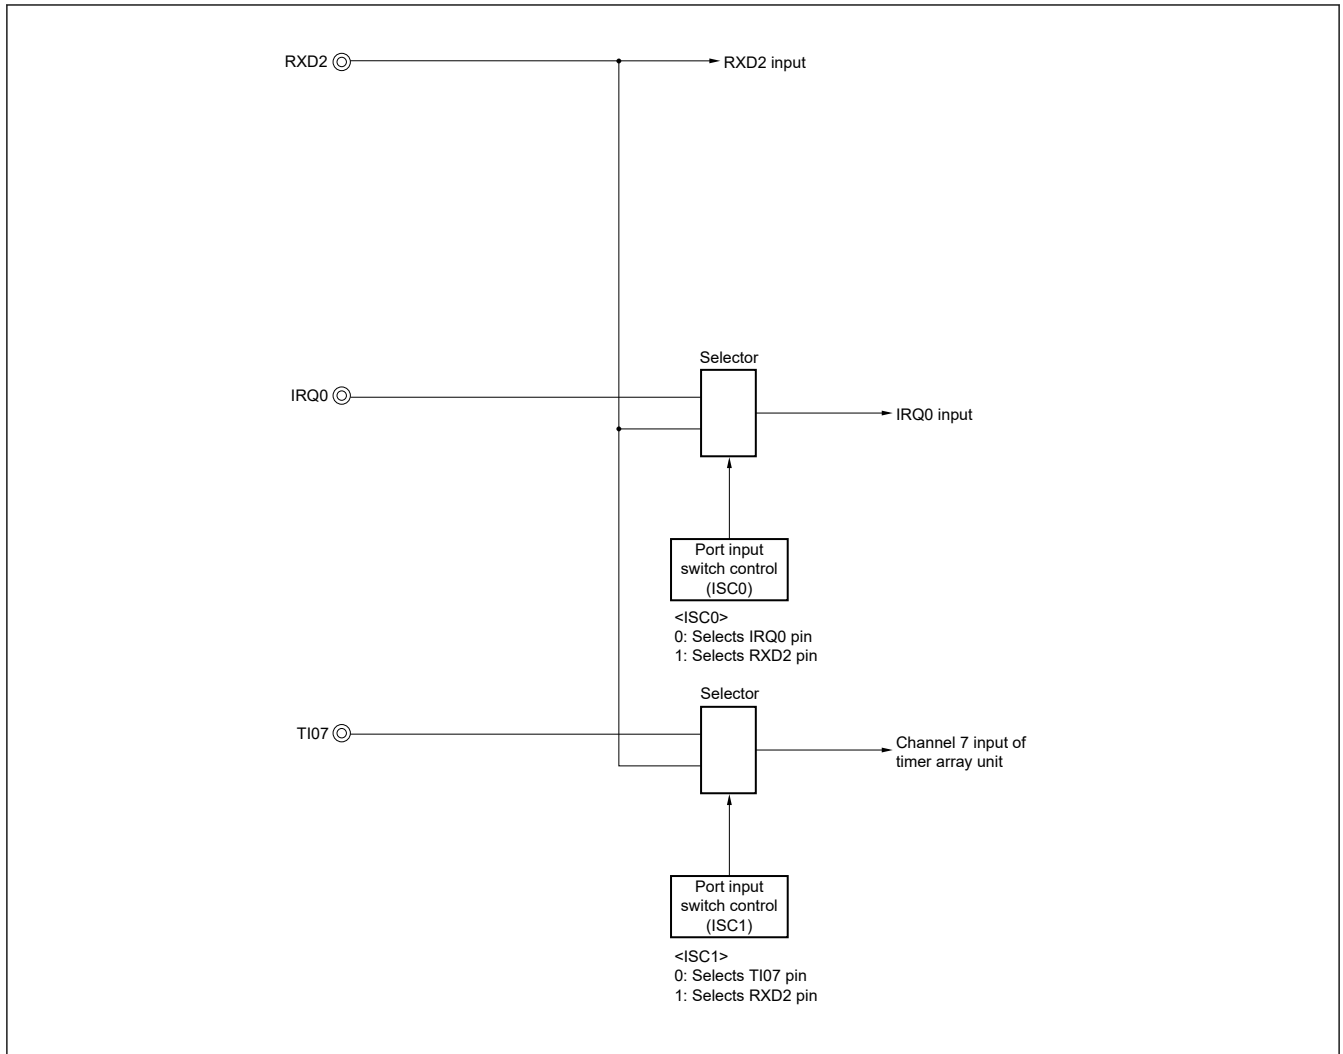 RXD2
RXD2 input
Selector
IRQ0
IRQ0 input
Port input
switch control
(ISC0)
<ISC0>
0: Selects IRQ0 pin
1: Selects RXD2 pin
Selector
TI07
Channel 7 input of
timer array unit
Port input
switch control
(ISC1)
<ISC1>
0: Selects TI07 pin
1: Selects RXD2 pin